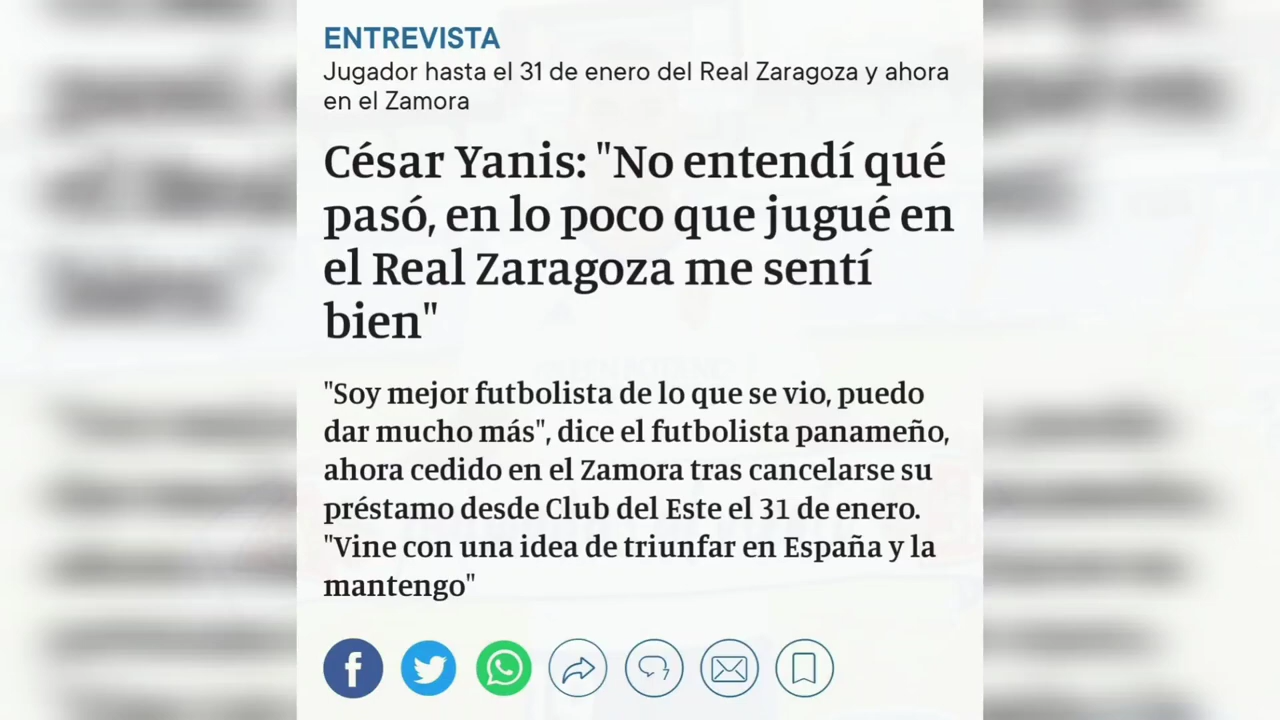 ENTREVISTA
Jugador hasta el 31 de enero del Real Zaragoza y ahora
en el Zamora
César Yanis: "No entendí qué
pasó, en lo poco que jugué en
el Real Zaragoza me sentí
bien"
"Soy mejor futbolista de lo que se vio, puedo
dar mucho más", dice el futbolista panameño,
ahora cedido en el Zamora tras cancelarse su
préstamo desde Club del Este el 31 de enero.
"Vine con una idea de triunfar en España y la
mantengo"